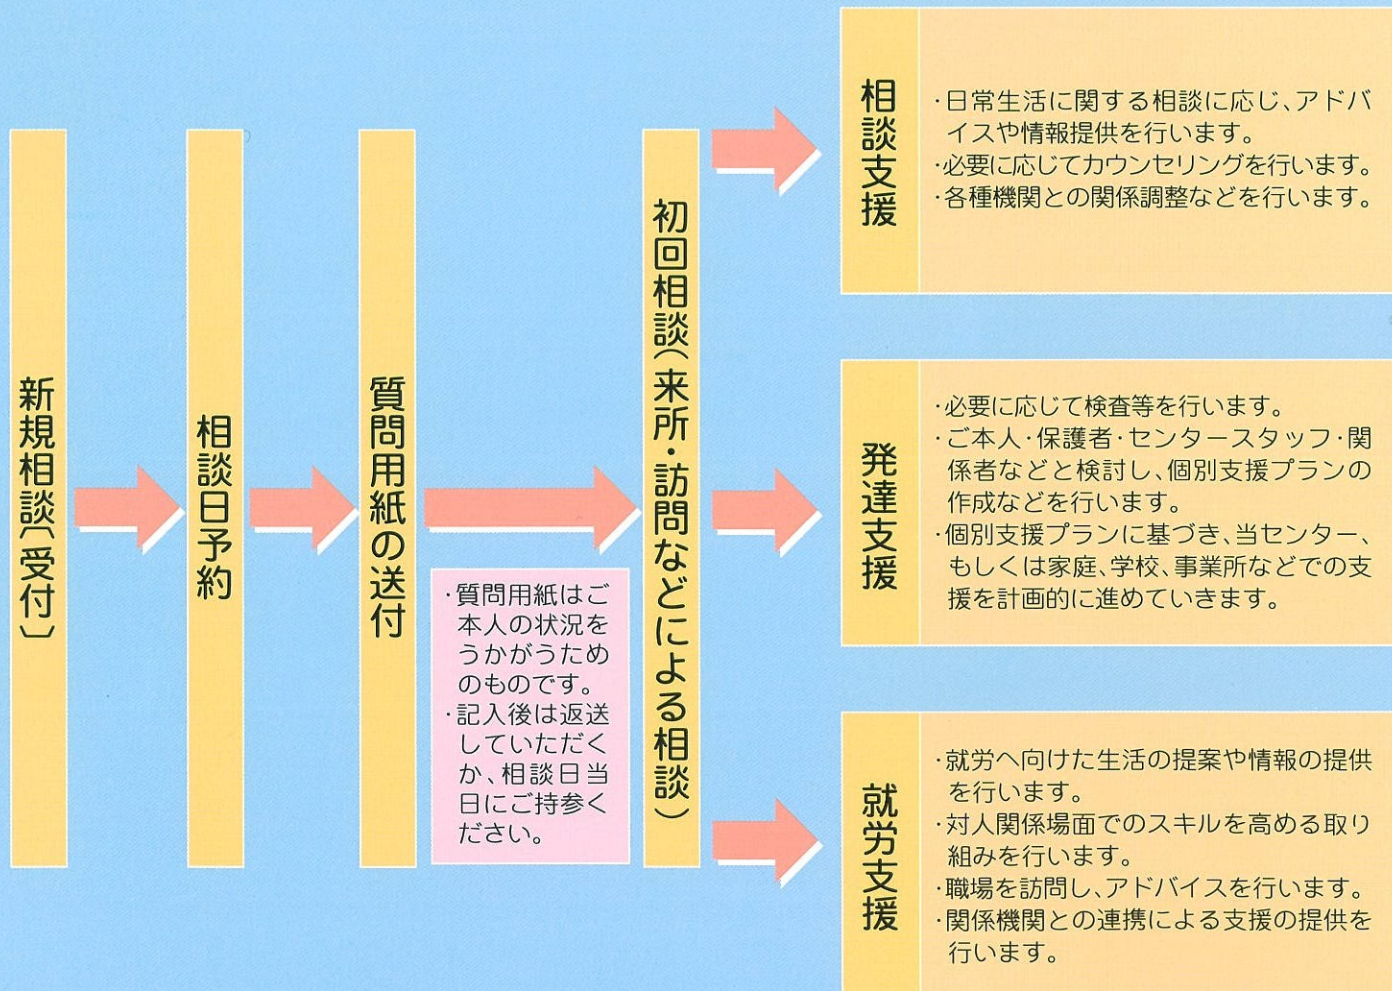 新規相談〔受付〕
相談日予約
質問用紙の送付
・質問用紙はご
本人の状況を
うかがうため
のものです。
・記入後は返送
していただく
か、相談日当
日にご持参く
ださい。
初回相談（来所・訪問などによる相談）
相談支援
・日常生活に関する相談に応じ、アドバ
イスや情報提供を行います。
・必要に応じてカウンセリングを行います。
・各種機関との関係調整などを行います。
発達支援
・必要に応じて検査等を行います。
・ご本人・保護者・センタースタッフ・関
係者などと検討し、個別支援プランの
作成などを行います。
・個別支援プランに基づき、当センター、
もしくは家庭、学校、事業所などでの支
援を計画的に進めていきます。
就労支援
・就労へ向けた生活の提案や情報の提供
を行います。
・対人関係場面でのスキルを高める取り
組みを行います。
・職場を訪問し、アドバイスを行います。
・関係機関との連携による支援の提供を
行います。